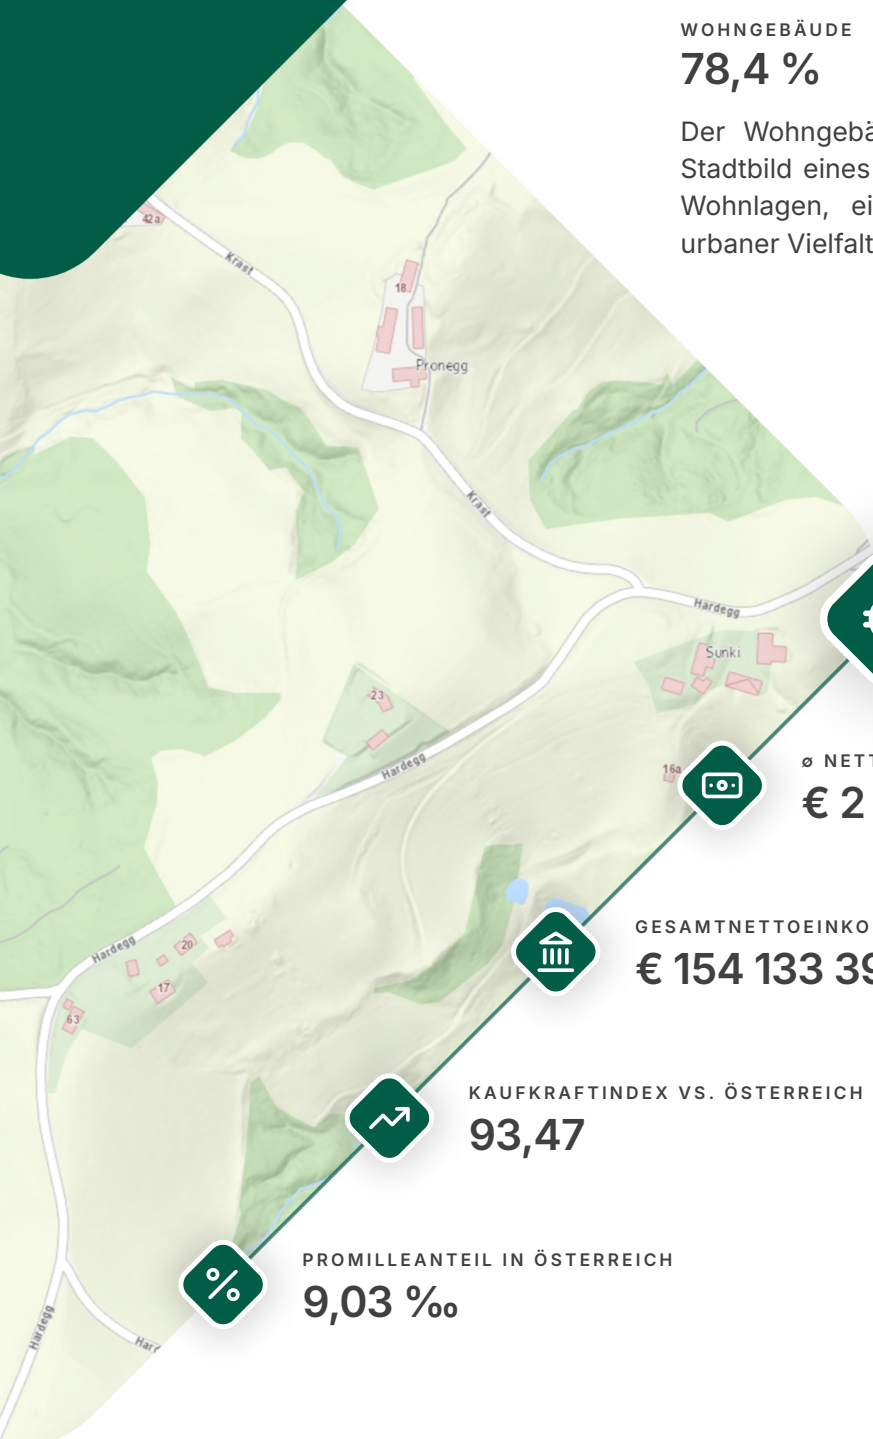 WOHNGEBÄUDE
78,4 %
Der Wohngebä
Stadtbild eines
Wohnlagen, ei
urbaner Vielfalt
42a
Krast
18
Pronegg
Krast
Hardegg
Sunki
23
Hardegg
16a
ø NETT
€ 2
GESAMTNETTOEINKO
€ 154 133 39
Hardegg
20
17
63
KAUFKRAFTINDEX VS. ÖSTERREICH
93,47
PROMILLEANTEIL IN ÖSTERREICH
9,03 ‰
Hardegg
Hard